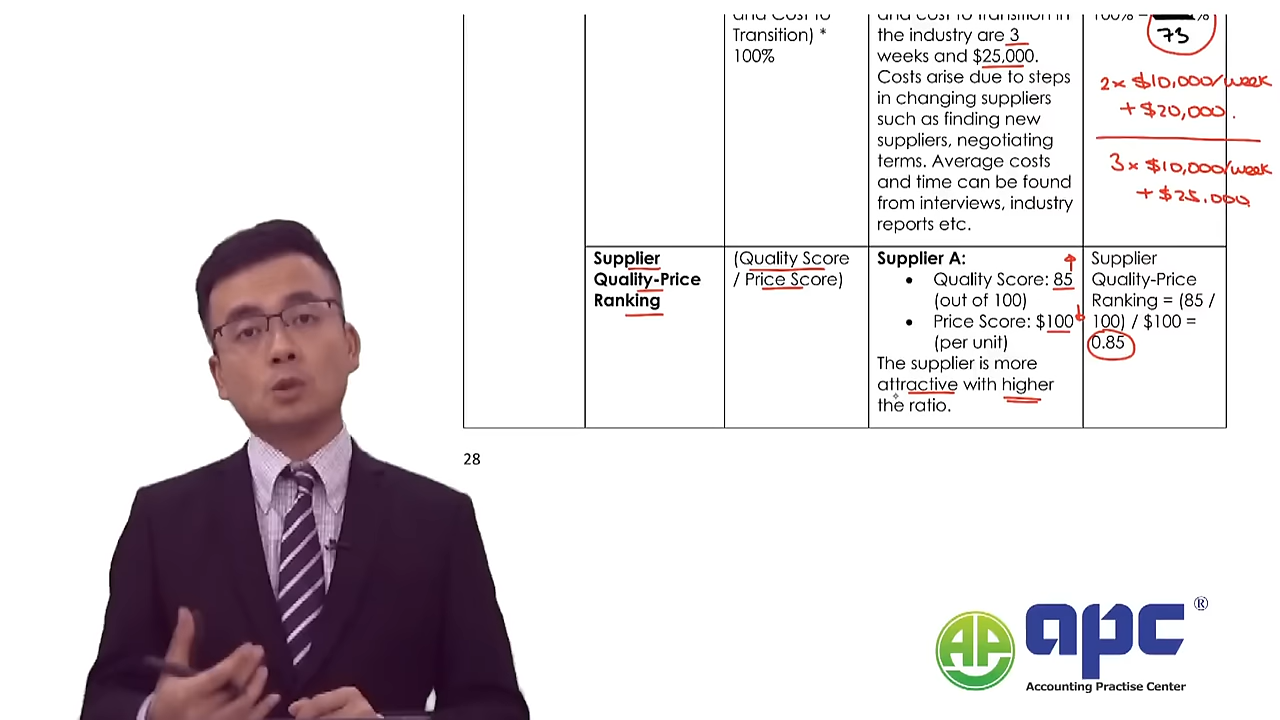 and Cost to
Transition) *
100%
and cost to transition in
the industry are 3
weeks and $25,000.
Costs arise due to steps
in changing suppliers
such as finding new
suppliers, negotiating
terms. Average costs
and time can be found
from interviews, industry
reports etc.
100% = %
73
2 x $10,000/week
+ $20,000.
3 x $10,000/week
+ $25.000.
Supplier
Quality-Price
Ranking
(Quality Score
/ Price Score)
Supplier A:
• Quality Score: 85
(out of 100)
• Price Score: $100
(per unit)
The supplier is more
attractive with higher
the ratio.
Supplier
Quality-Price
Ranking = (85 /
100) / $100 =
0.85
28
AP
apc ®
Accounting Practise Center